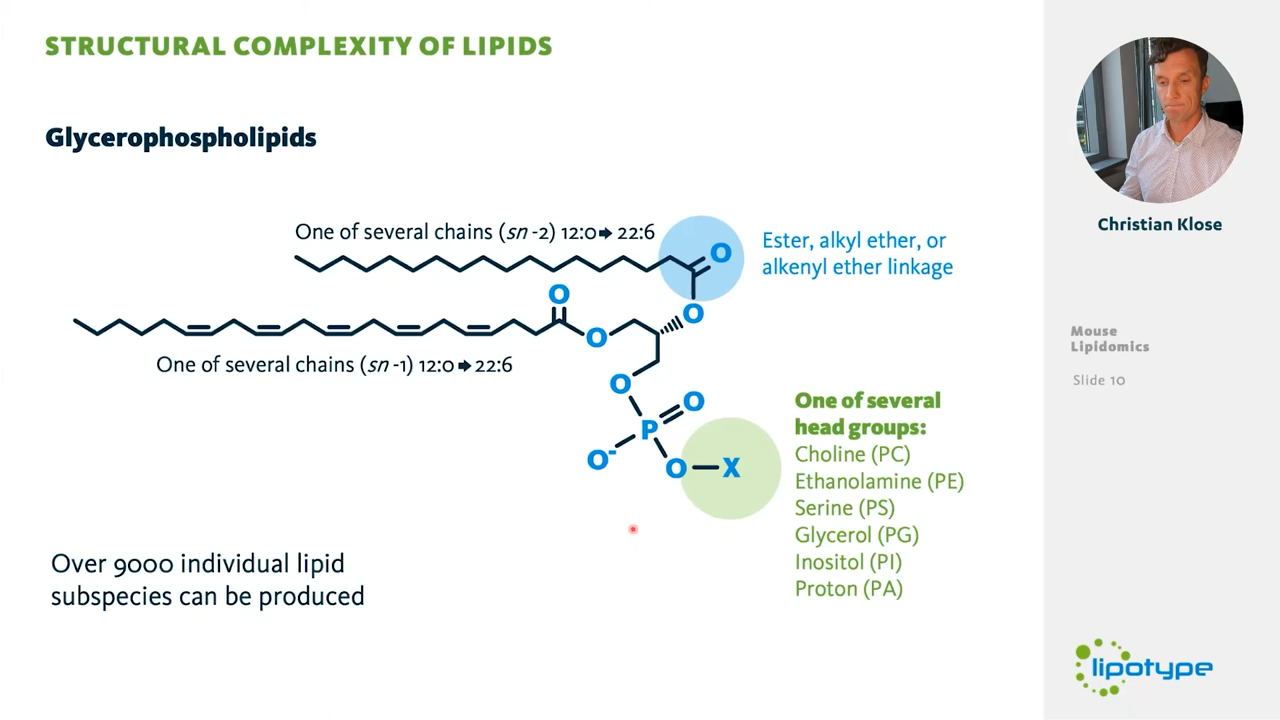 STRUCTURAL COMPLEXITY OF LIPIDS
Glycerophospholipids
One of several chains (sn -2) 12:0➡22:6
O
Ester, alkyl ether, or
alkenyl ether linkage
O
O
O
One of several chains (sn -1) 12:0➡22:6
O
O
P
O-
O
X
One of several
head groups:
Choline (PC)
Ethanolamine (PE)
Serine (PS)
Glycerol (PG)
Inositol (PI)
Proton (PA)
Over 9000 individual lipid
subspecies can be produced
Christian Klose
Mouse
Lipidomics
Slide 10
lipotype